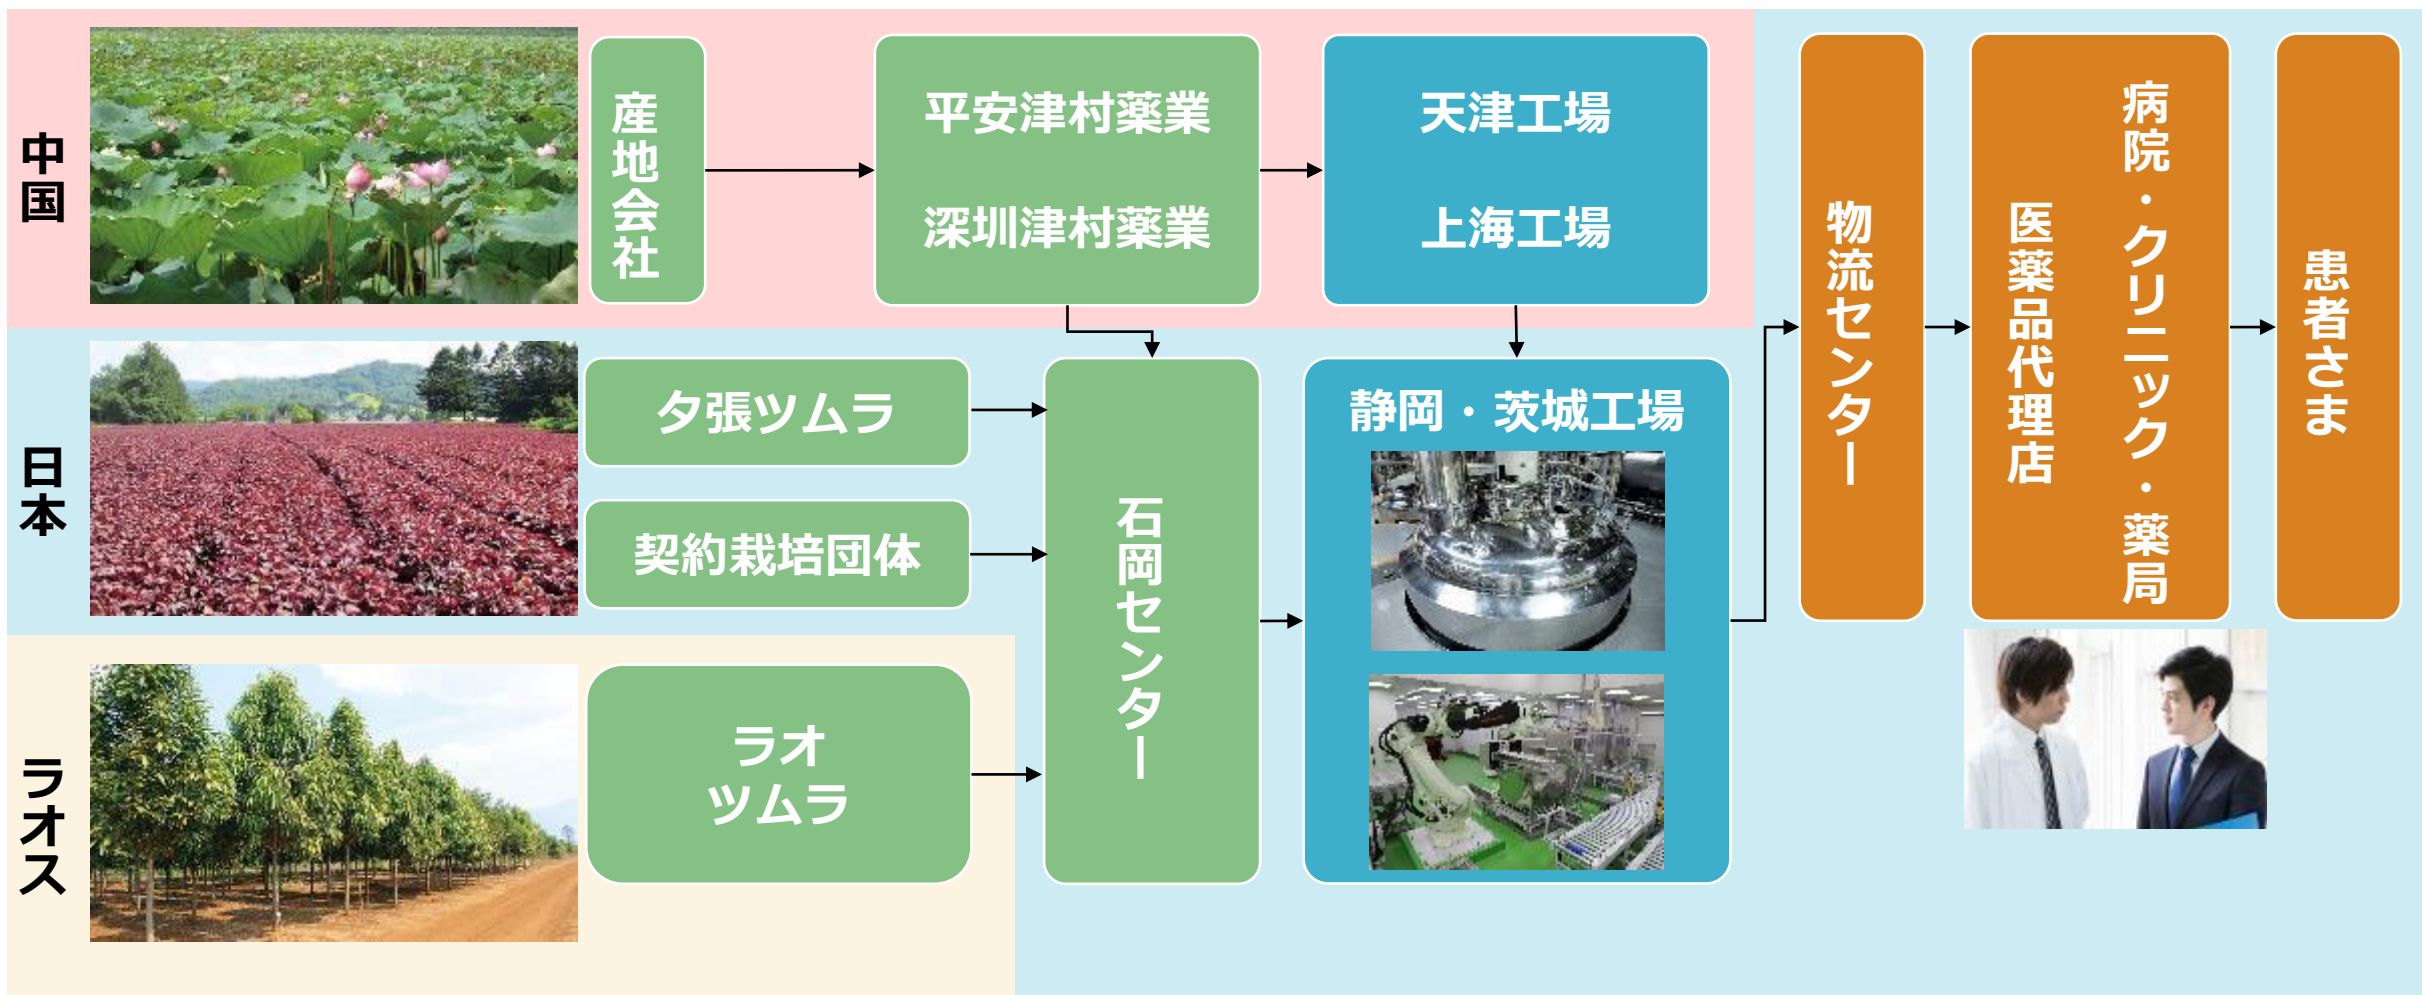 中国
産地会社
平安津村薬業
深圳津村薬業
天津工場
上海工場
日本
夕張ツムラ
契約栽培団体
石岡センター
静岡・茨城工場
ラオス
ラオ
ツムラ
物流センター
病院・クリニック・薬局
医薬品代理店
患者さま